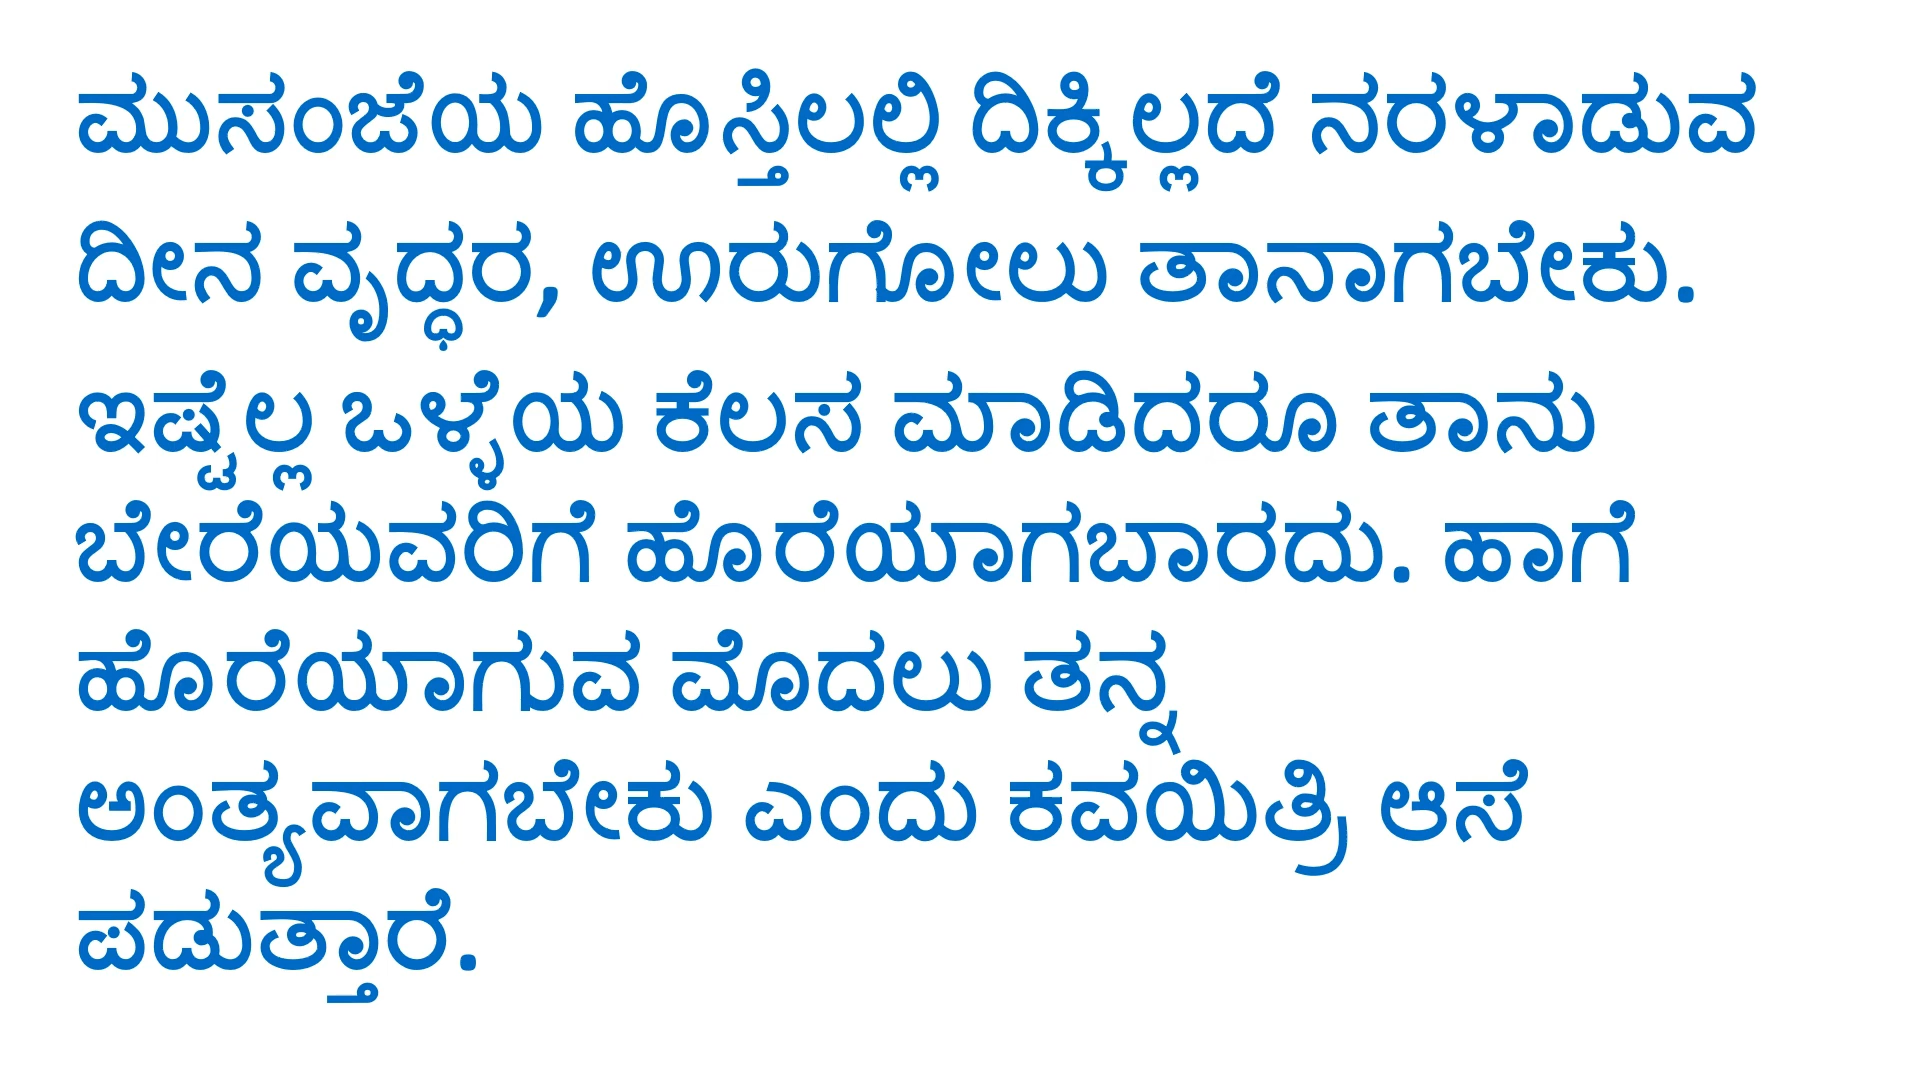 ಮುಸಂಜೆಯ ಹೊಸ್ತಿಲಲ್ಲಿ ದಿಕ್ಕಿಲ್ಲದೆ ನರಳಾಡುವ
ದೀನ ವೃದ್ಧರ, ಊರುಗೋಲು ತಾನಾಗಬೇಕು.
ಇಷ್ಟೆಲ್ಲ ಒಳ್ಳೆಯ ಕೆಲಸ ಮಾಡಿದರೂ ತಾನು
ಬೇರೆಯವರಿಗೆ ಹೊರೆಯಾಗಬಾರದು. ಹಾಗೆ
ಹೊರೆಯಾಗುವ ಮೊದಲು ತನ್ನ
ಅಂತ್ಯವಾಗಬೇಕು ಎಂದು ಕವಯಿತ್ರಿ ಆಸೆ
ಪಡುತ್ತಾರೆ.